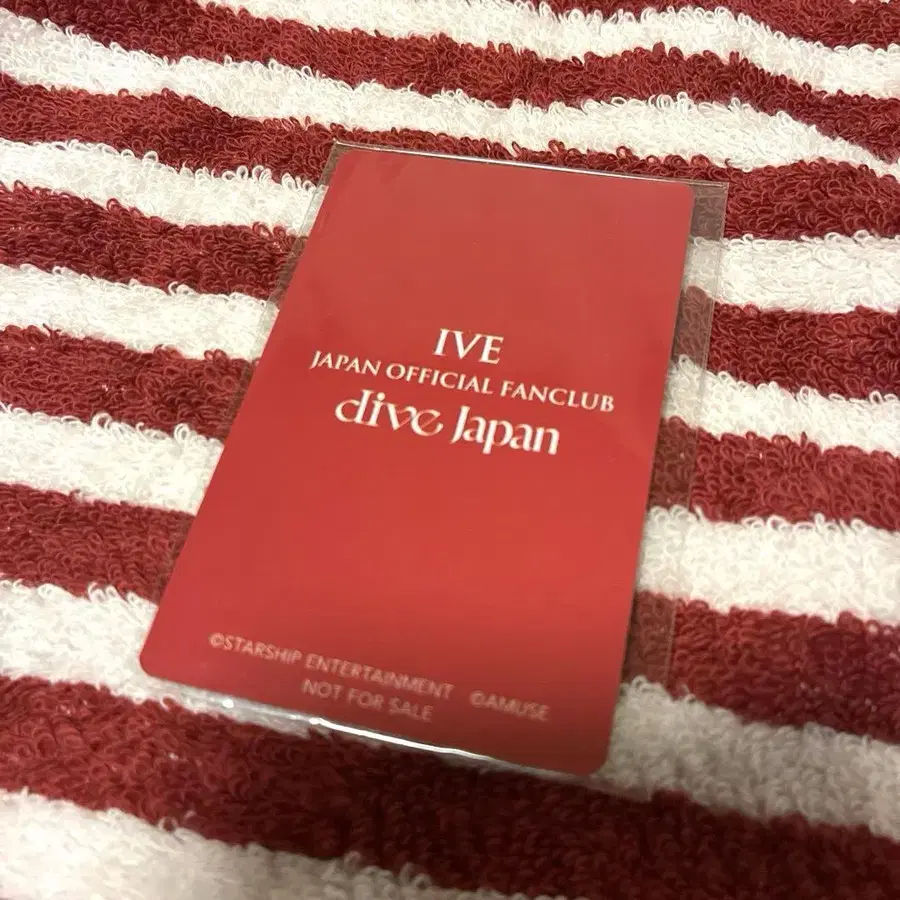 IVE
JAPAN OFFICIAL FANCLUB
dive Japan
©STARSHIP ENTERTAINMENT ©AMUSE
NOT FOR SALE